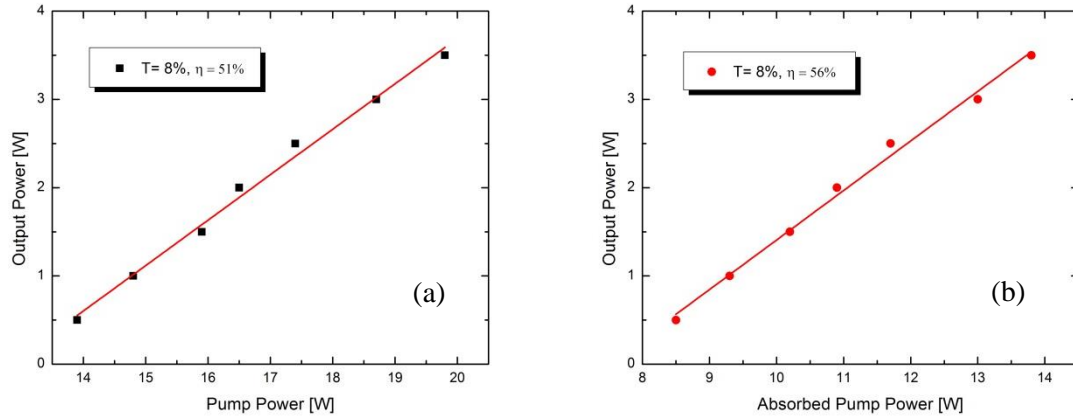 T= 8%, η = 51%
Output Power [W]
4
3
2
1
0
14 15 16 17 18 19 20
Pump Power [W]
(a)
T= 8%, η = 56%
Output Power [W]
4
3
2
1
0
8 9 10 11 12 13 14
Absorbed Pump Power [W]
(b)